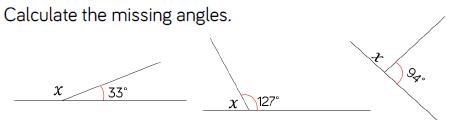 Calculate the missing angles.
x 33°
x 127°
x 94°